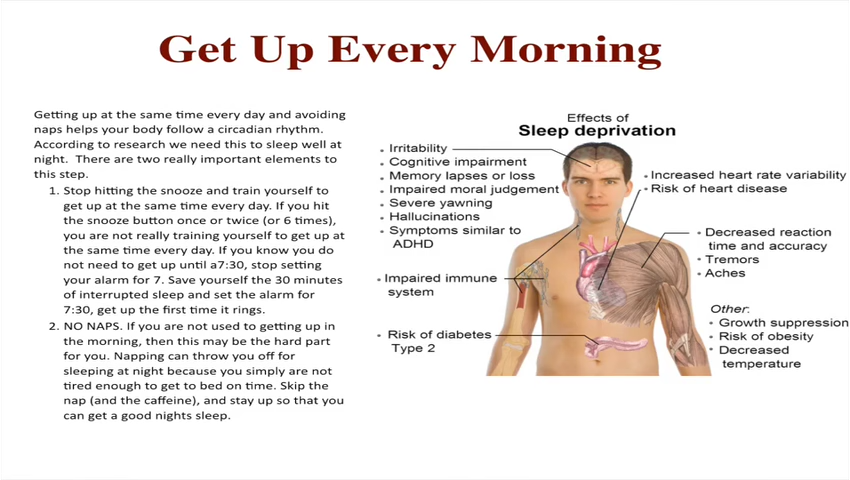 Get Up Every Morning
Getting up at the same time every day and avoiding
naps helps your body follow a circadian rhythm.
According to research we need this to sleep well at
night.  There are two really important elements to
this step.
1. Stop hitting the snooze and train yourself to
get up at the same time every day. If you hit
the snooze button once or twice (or 6 times),
you are not really training yourself to get up at
the same time every day. If you know you do
not need to get up until a7:30, stop setting
your alarm for 7. Save yourself the 30 minutes
of interrupted sleep and set the alarm for
7:30, get up the first time it rings.
2. NO NAPS. If you are not used to getting up in
the morning, then this may be the hard part
for you. Napping can throw you off for
sleeping at night because you simply are not
tired enough to get to bed on time. Skip the
nap (and the caffeine), and stay up so that you
can get a good nights sleep.
Effects of
Sleep deprivation
• Irritability
• Cognitive impairment
• Memory lapses or loss
• Impaired moral judgement
• Severe yawning
• Hallucinations
• Symptoms similar to
ADHD
• Impaired immune
system
• Risk of diabetes
Type 2
• Increased heart rate variability
• Risk of heart disease
• Decreased reaction
time and accuracy
• Tremors
• Aches
Other:
• Growth suppression
• Risk of obesity
• Decreased
temperature